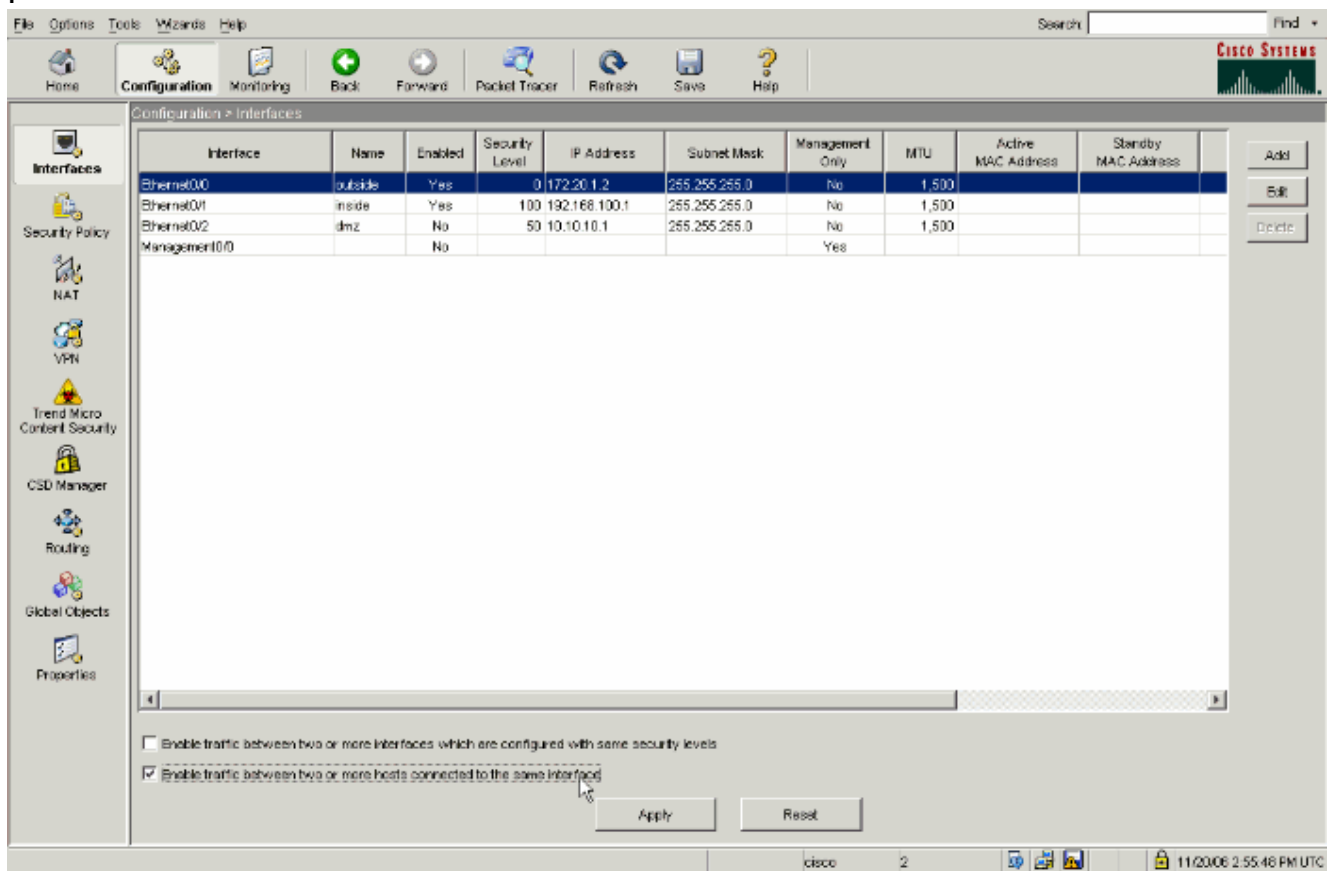 File Options Tools Wizards Help Search: Find
Home Configuration Monitoring Back Forward Packet Tracer Refresh Save Help
CISCO SYSTEMS
Configuration > Interfaces
Interfaces
Security Policy
NAT
VPN
Trend Micro
Content Security
CSD Manager
Routing
Global Objects
Properties
Interface Name Enabled Security Level IP Address Subnet Mask Management Only MTU Active MAC Address Standby MAC Address
Ethernet0/0 outside Yes 0 172.20.1.2 255.255.255.0 No 1,500
Ethernet0/1 inside Yes 100 192.168.100.1 255.255.255.0 No 1,500
Ethernet0/2 dmz No 50 10.10.10.1 255.255.255.0 No 1,500
Management0/0 No Yes
Add
Edit
Delete
Enable traffic between two or more interfaces which are configured with same security levels
Enable traffic between two or more hosts connected to the same interface
Apply Reset
cisco 2 11/20/06 2:55:48 PM UTC